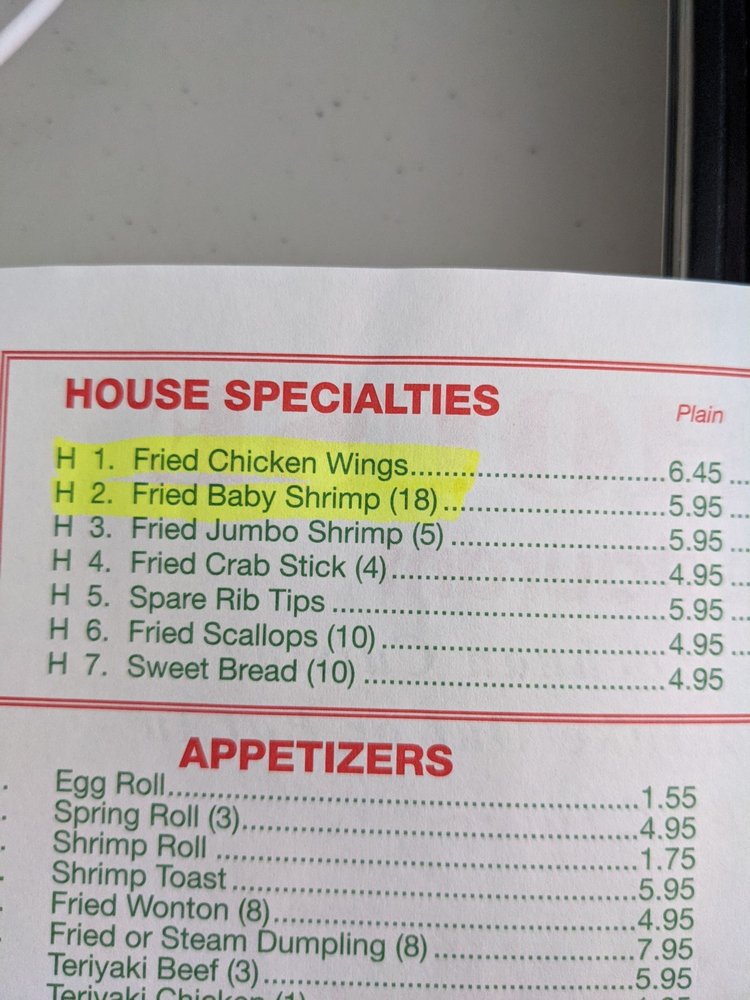 HOUSE SPECIALTIES
Plain
H 1. Fried Chicken Wings..............................6.45 ...
H 2. Fried Baby Shrimp (18)..........................5.95 ...
H 3. Fried Jumbo Shrimp (5)..........................5.95 ...
H 4. Fried Crab Stick (4)................................4.95 ...
H 5. Spare Rib Tips.......................................5.95 ...
H 6. Fried Scallops (10).................................4.95 ...
H 7. Sweet Bread (10)...................................4.95
APPETIZERS
Egg Roll.......................................................1.55
Spring Roll (3)..............................................4.95
Shrimp Roll..................................................1.75
Shrimp Toast................................................5.95
Fried Wonton (8)..........................................4.95
Fried or Steam Dumpling (8)........................7.95
Teriyaki Beef (3)...........................................5.95
Teriyaki Chicken